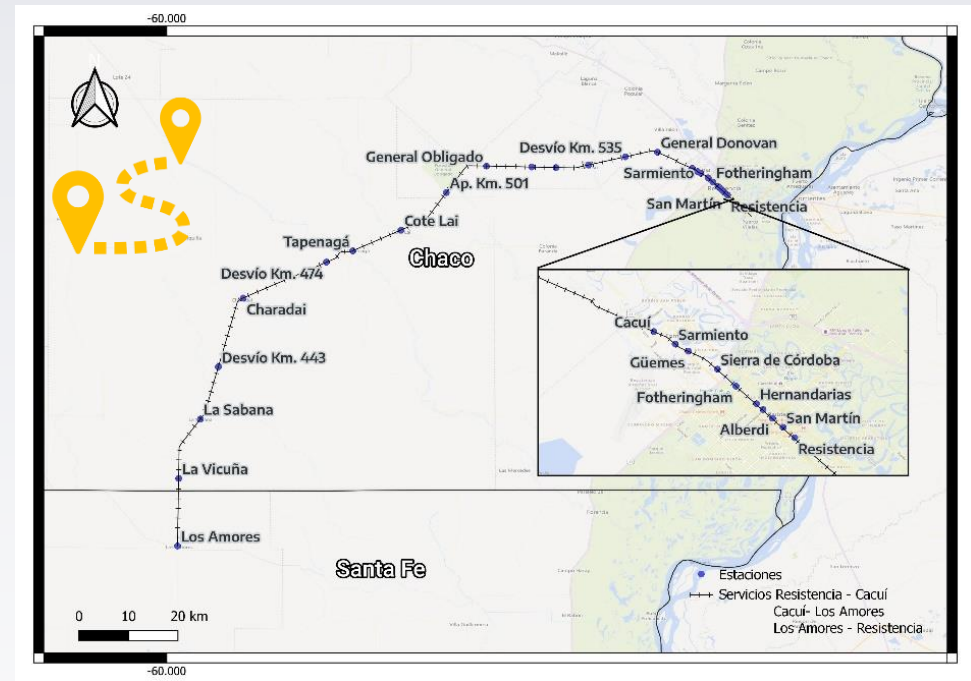 -60.000
General Obligado
Desvío Km. 535
General Donovan
Sarmiento
Fotheringham
Ap. Km. 501
San Martín
Resistencia
Cote Lai
Tapenagá
Chaco
Desvío Km. 474
Charadai
Cacuí
Sarmiento
Güemes
Sierra de Córdoba
Desvío Km. 443
Fotheringham
Hernandarias
La Sabana
San Martín
Alberdi
Resistencia
La Vicuña
Los Amores
Santa Fe
Estaciones
Servicios Resistencia - Cacuí
Cacuí- Los Amores
Los Amores - Resistencia
0 10 20 km
-60.000